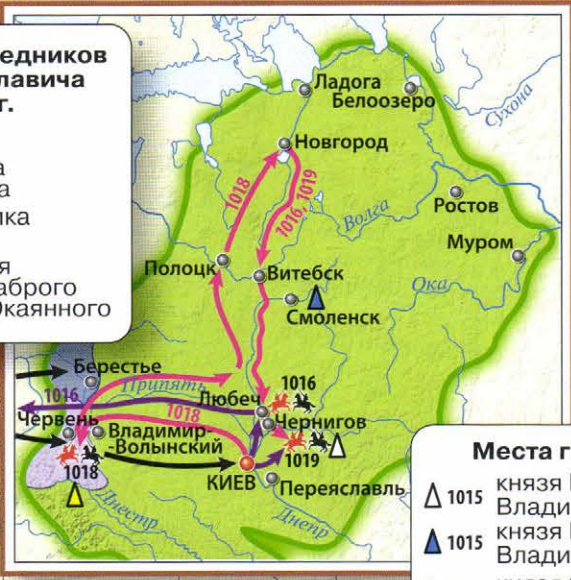 едников
лавича
г.
а
а
ика
я
аброго
Окаянного
Ладога
Белоозеро
Сухона
Новгород
1018
1016, 1019
Волга
Ростов
Муром
Полоцк
Витебск
Ока
Смоленск
Берестье
Припять
1016
Любеч
1016
1018
Червень
Чернигов
Владимир-
-Волынский
1018
1019
КИЕВ
Переяславль
Днестр
Днепр
Места г
1015 князя
Влади
1015 князя
Влади